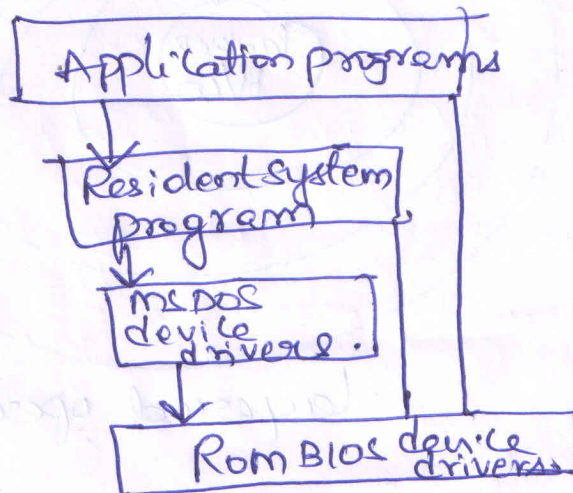 Application programs
Resident system
program
MSDOS
device
drivers.
Rom BIOS device
drivers